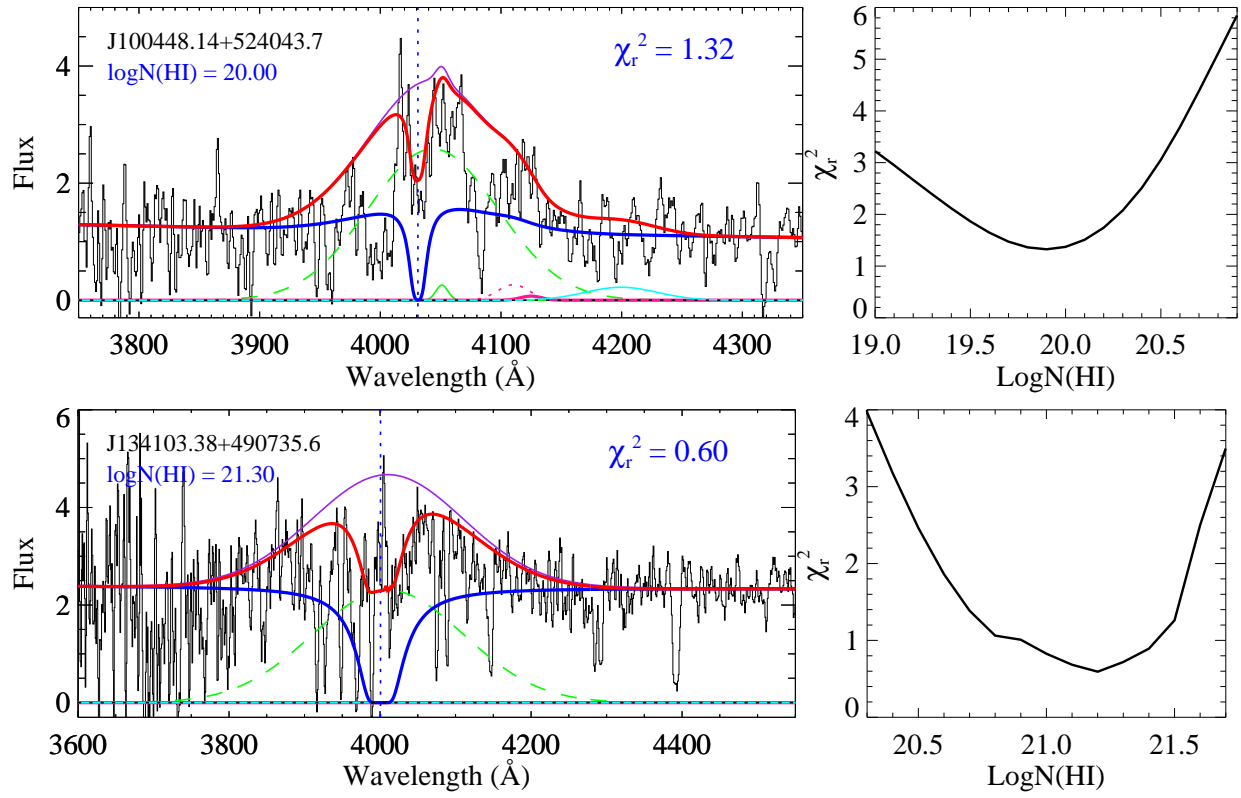 J100448.14+524043.7
logN(HI) = 20.00
χr² = 1.32
Flux
0
2
4
3800
3900
4000
4100
4200
4300
Wavelength (Å)
χr²
0
1
2
3
4
5
6
19.0
19.5
20.0
20.5
LogN(HI)
J134103.38+490735.6
logN(HI) = 21.30
χr² = 0.60
Flux
0
2
4
6
3600
3800
4000
4200
4400
Wavelength (Å)
χr²
0
1
2
3
4
20.5
21.0
21.5
LogN(HI)